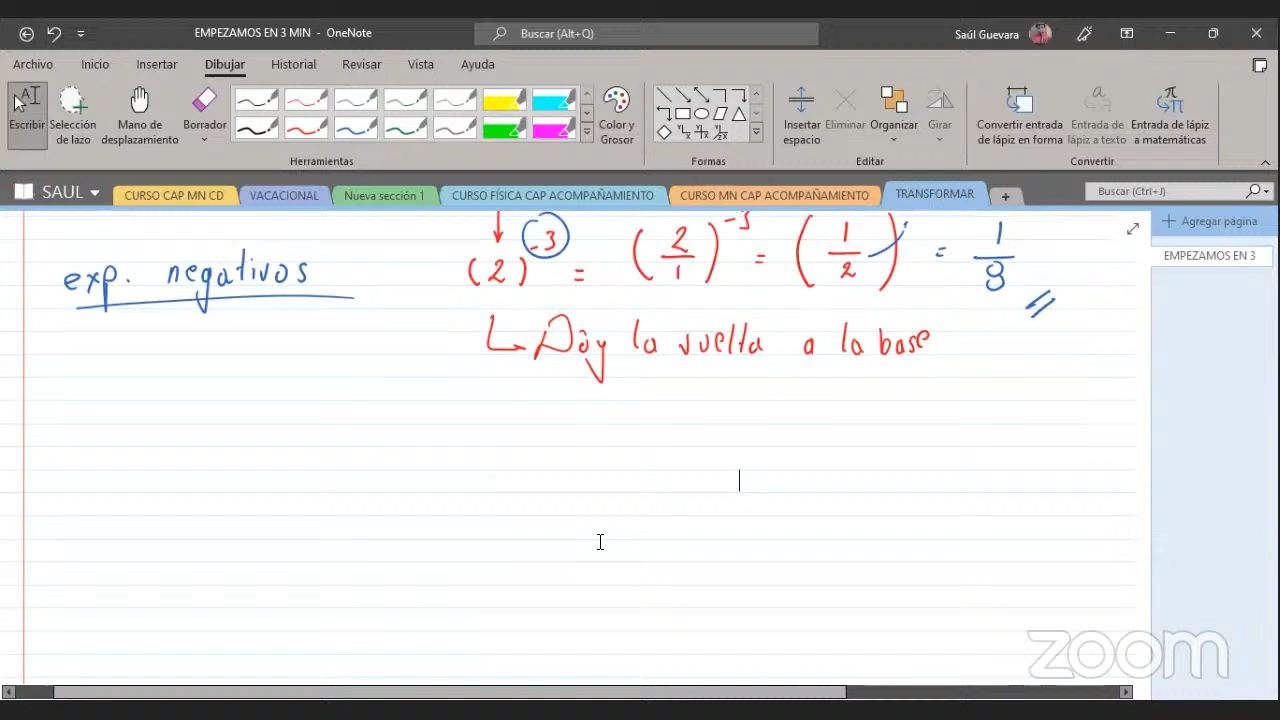 EMPEZAMOS EN 3 MIN - OneNote
Buscar (Alt+Q)
Saúl Guevara
Archivo Inicio Insertar Dibujar Historial Revisar Vista Ayuda
Escribir
Selección de lazo
Mano de desplazamiento
Borrador
Color y Grosor
Insertar espacio
Eliminar
Organizar
Girar
Convertir entrada de lápiz en forma
Entrada de lápiz a texto
Entrada de lápiz a matemáticas
Herramientas Formas Editar Convertir
SAUL
CURSO CAP MN CD VACACIONAL Nueva sección 1 CURSO FÍSICA CAP ACOMPAÑAMIENTO CURSO MN CAP ACOMPAÑAMIENTO TRANSFORMAR
Buscar (Ctrl+J)
Agregar página
EMPEZAMOS EN 3
exp. negativos
(2)^-3 = (2/1)^-3 = (1/2) = 1/8
Doy la vuelta a la base
zoom